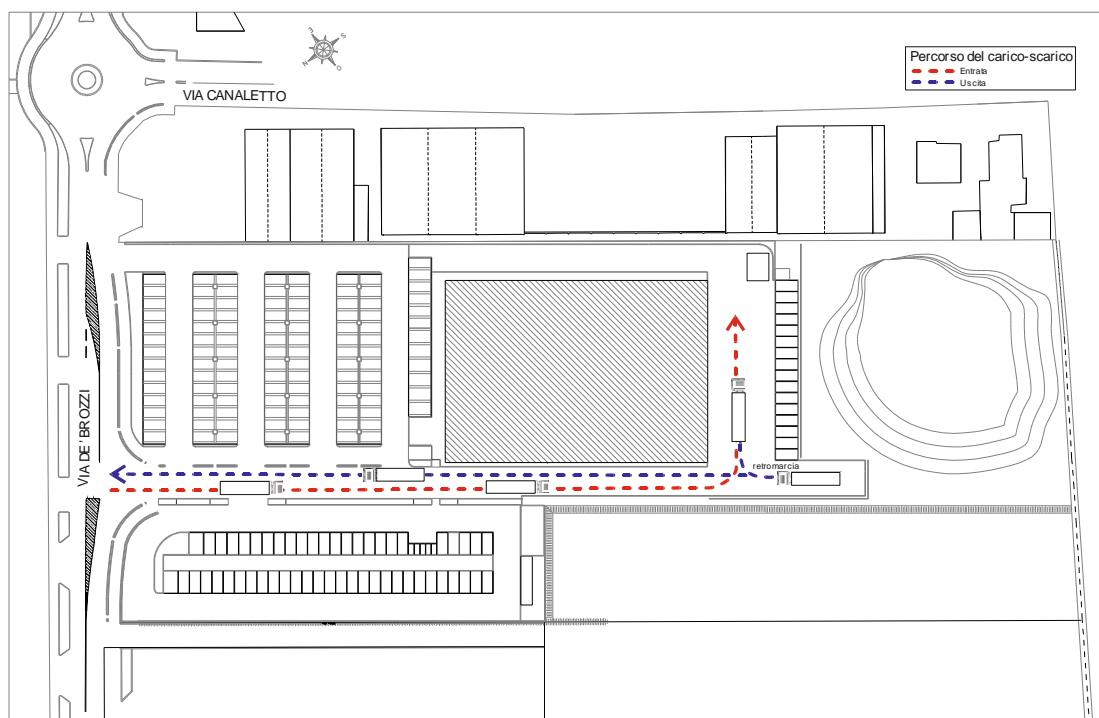 C
S
N
O
Percorso del carico-scarico
Entrata
Uscita
VIA CANALETTO
VIA DE' BROZZI
retromarcia